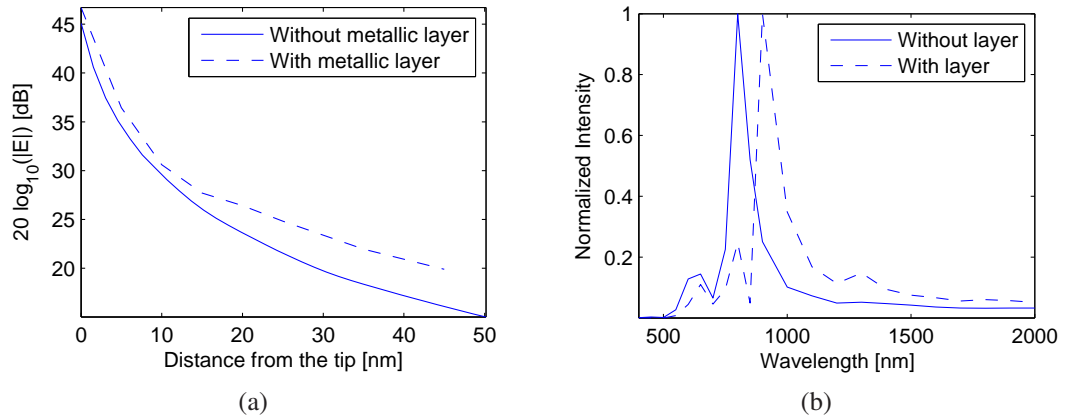 45
40
35
30
25
20
20 log10(|E|) [dB]
0
10
20
30
40
50
Distance from the tip [nm]
Without metallic layer
With metallic layer
(a)
1
0.8
0.6
0.4
0.2
Normalized Intensity
500
1000
1500
2000
Wavelength [nm]
Without layer
With layer
(b)